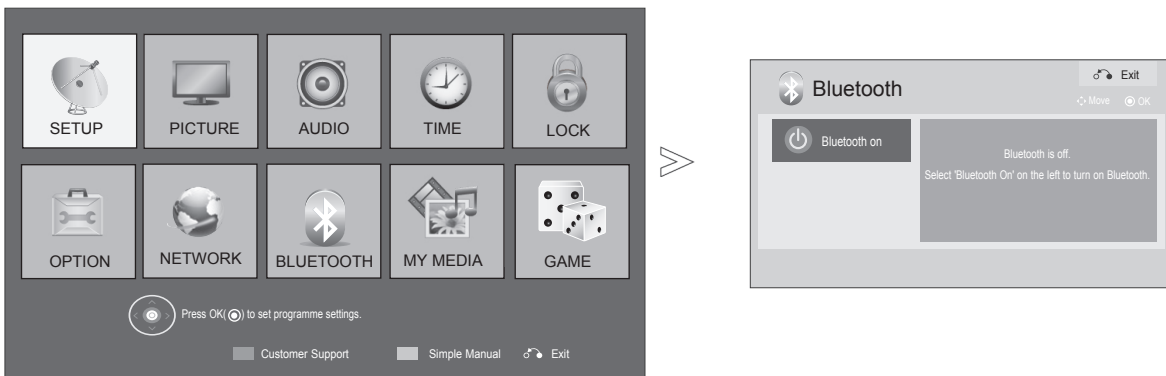 SETUP
PICTURE
AUDIO
TIME
LOCK
OPTION
NETWORK
BLUETOOTH
MY MEDIA
GAME
Press OK( ) to set programme settings.
Customer Support
Simple Manual
Exit
Bluetooth
Exit
Move
OK
Bluetooth on
Bluetooth is off.
Select 'Bluetooth On' on the left to turn on Bluetooth.